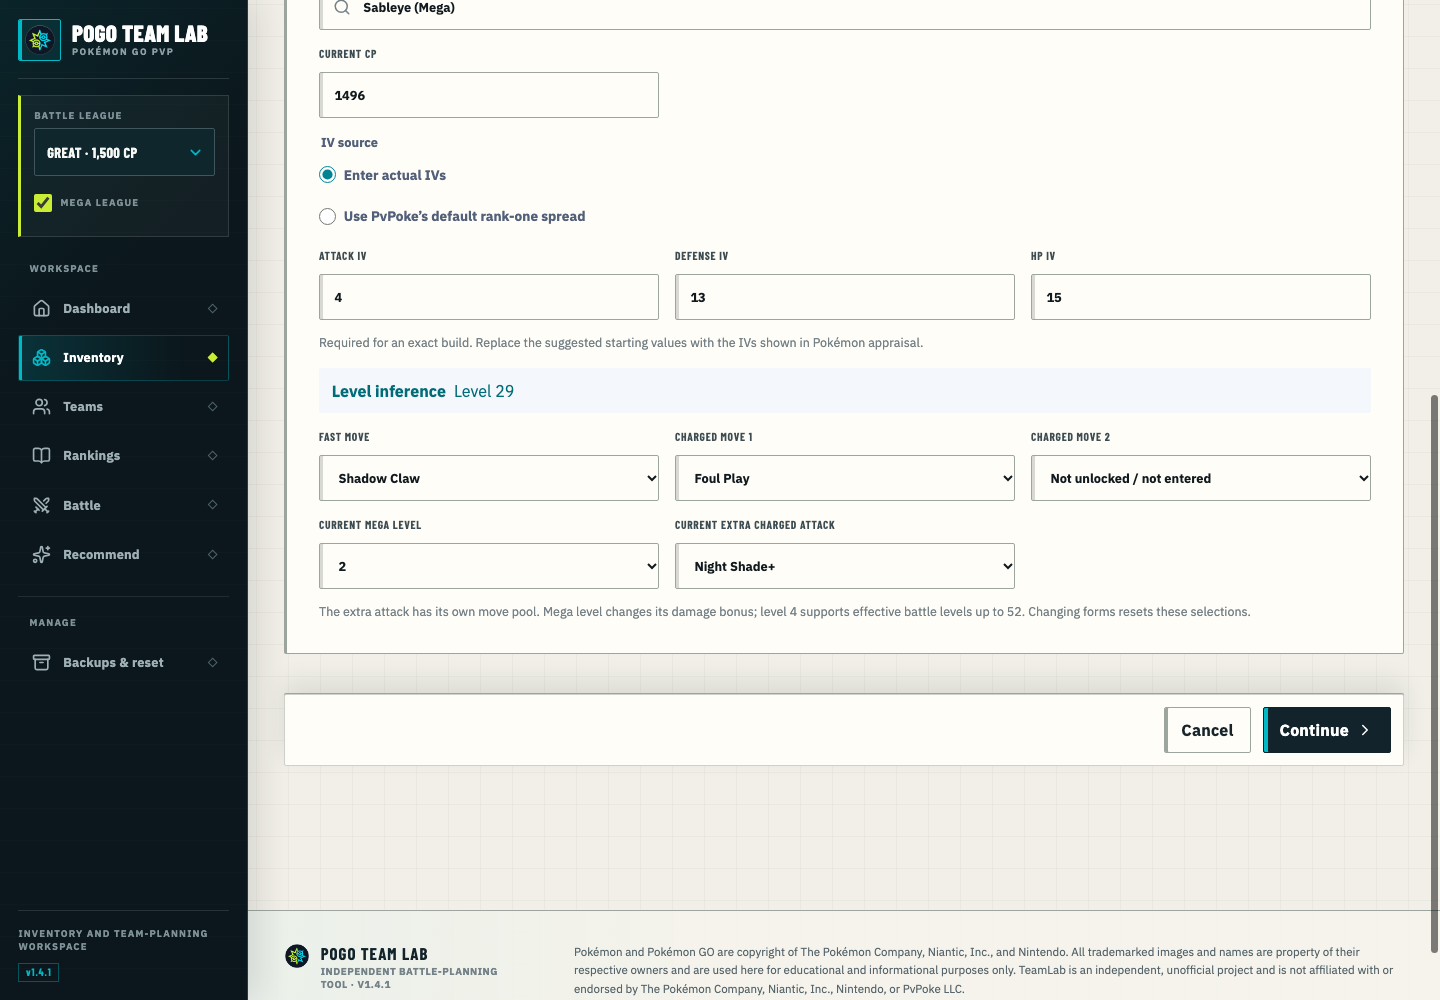 POGO TEAM LAB
POKÉMON GO PVP
BATTLE LEAGUE
GREAT · 1,500 CP
MEGA LEAGUE
WORKSPACE
Dashboard
Inventory
Teams
Rankings
Battle
Recommend
MANAGE
Backups & reset
INVENTORY AND TEAM-PLANNING
WORKSPACE
v1.4.1
Sableye (Mega)
CURRENT CP
1496
IV source
Enter actual IVs
Use PvPoke’s default rank-one spread
ATTACK IV
DEFENSE IV
HP IV
4
13
15
Required for an exact build. Replace the suggested starting values with the IVs shown in Pokémon appraisal.
Level inference Level 29
FAST MOVE
CHARGED MOVE 1
CHARGED MOVE 2
Shadow Claw
Foul Play
Not unlocked / not entered
CURRENT MEGA LEVEL
CURRENT EXTRA CHARGED ATTACK
2
Night Shade+
The extra attack has its own move pool. Mega level changes its damage bonus; level 4 supports effective battle levels up to 52. Changing forms resets these selections.
Cancel
Continue
POGO TEAM LAB
INDEPENDENT BATTLE-PLANNING
TOOL · V1.4.1
Pokémon and Pokémon GO are copyright of The Pokémon Company, Niantic, Inc., and Nintendo. All trademarked images and names are property of their
respective owners and are used here for educational and informational purposes only. TeamLab is an independent, unofficial project and is not affiliated with or
endorsed by The Pokémon Company, Niantic, Inc., Nintendo, or PvPoke LLC.